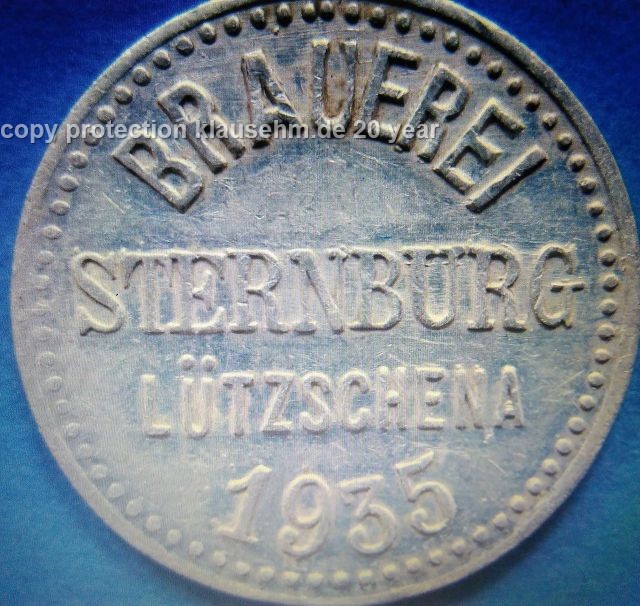 BRAUEREI
copy protection klausehm.de 20 year
STERNBURG
LÜTZSCHENA
1935